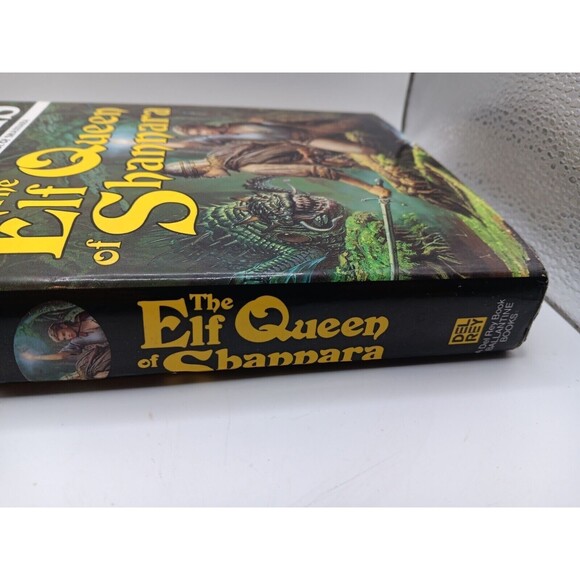 The
Elf Queen
of Shannara
The
Elf Queen
of Shannara
DEL
REY
A Del Rey Book
BALLANTINE
BOOKS